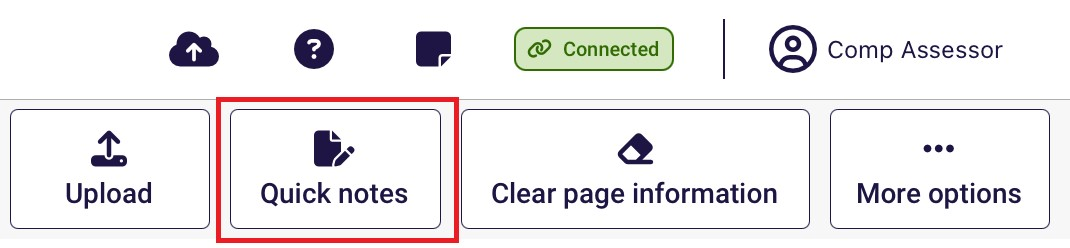 Connected
Comp Assessor
Upload
Quick notes
Clear page information
More options